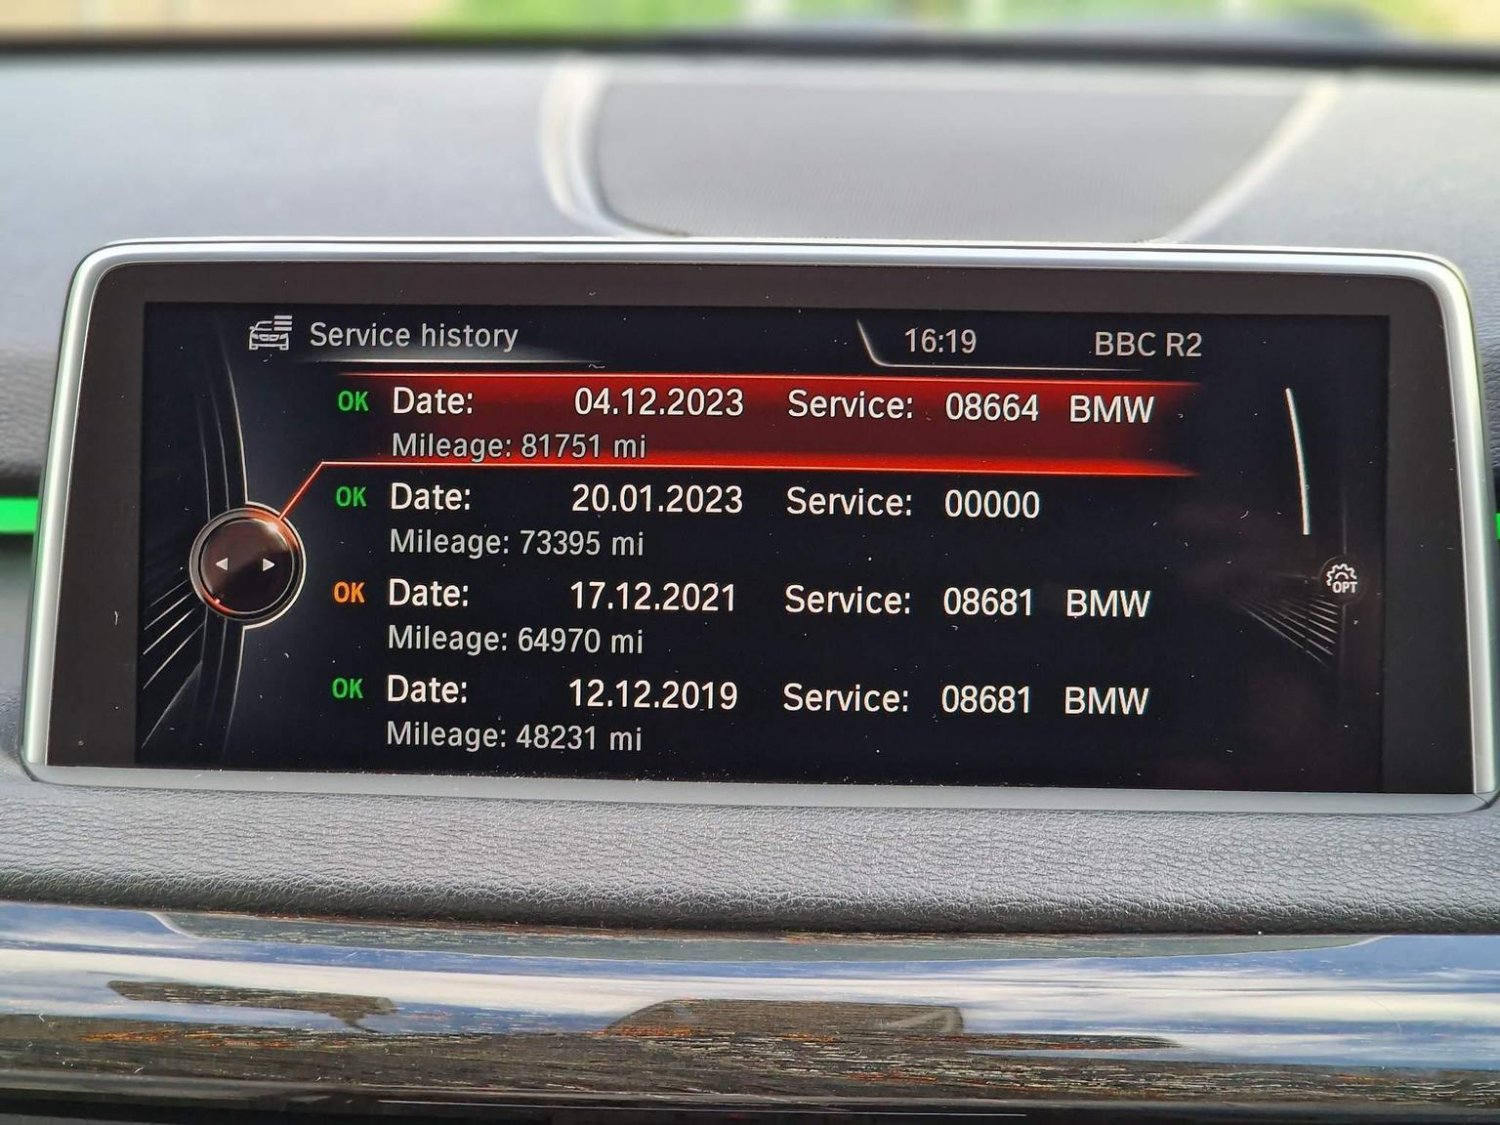 Service history 16:19 BBC R2
OK Date: 04.12.2023 Service: 08664 BMW
Mileage: 81751 mi
OK Date: 20.01.2023 Service: 00000
Mileage: 73395 mi
OK Date: 17.12.2021 Service: 08681 BMW
Mileage: 64970 mi
OK Date: 12.12.2019 Service: 08681 BMW
Mileage: 48231 mi
OPT